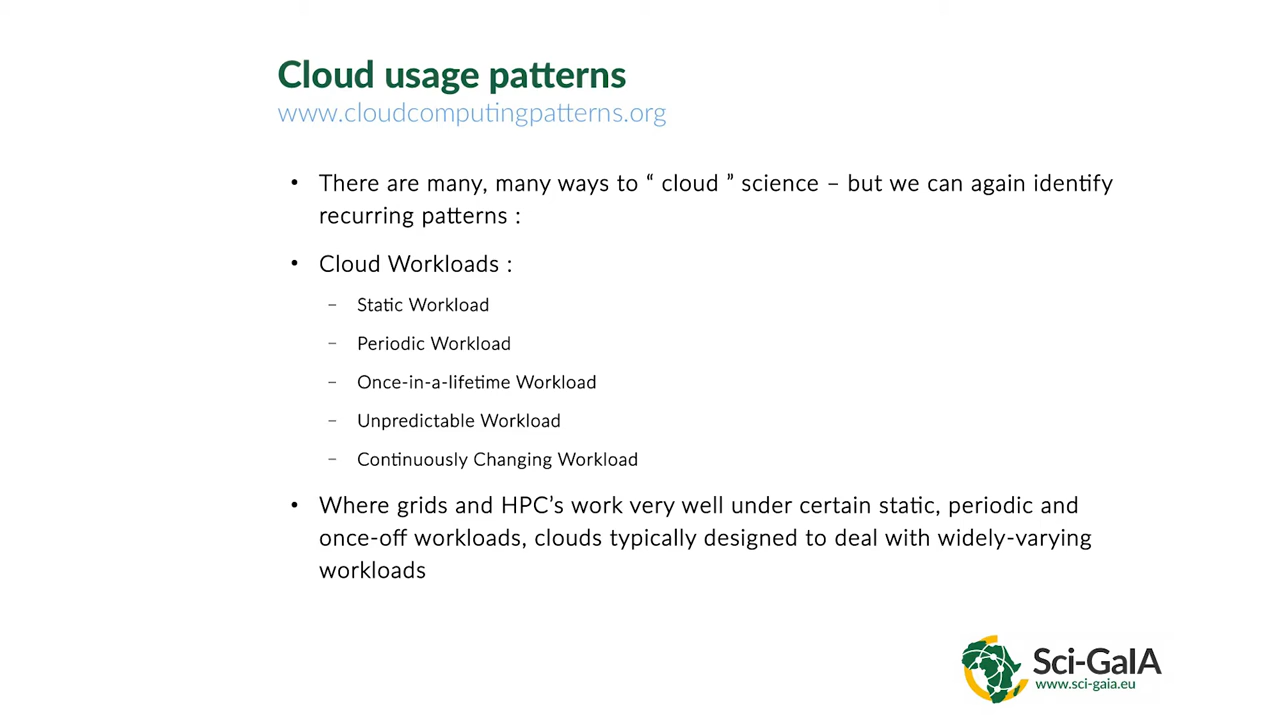 Cloud usage patterns
www.cloudcomputingpatterns.org
• There are many, many ways to “ cloud ” science – but we can again identify
recurring patterns :
• Cloud Workloads :
– Static Workload
– Periodic Workload
– Once-in-a-lifetime Workload
– Unpredictable Workload
– Continuously Changing Workload
• Where grids and HPC’s work very well under certain static, periodic and
once-off workloads, clouds typically designed to deal with widely-varying
workloads
Sci-GaIA
www.sci-gaia.eu